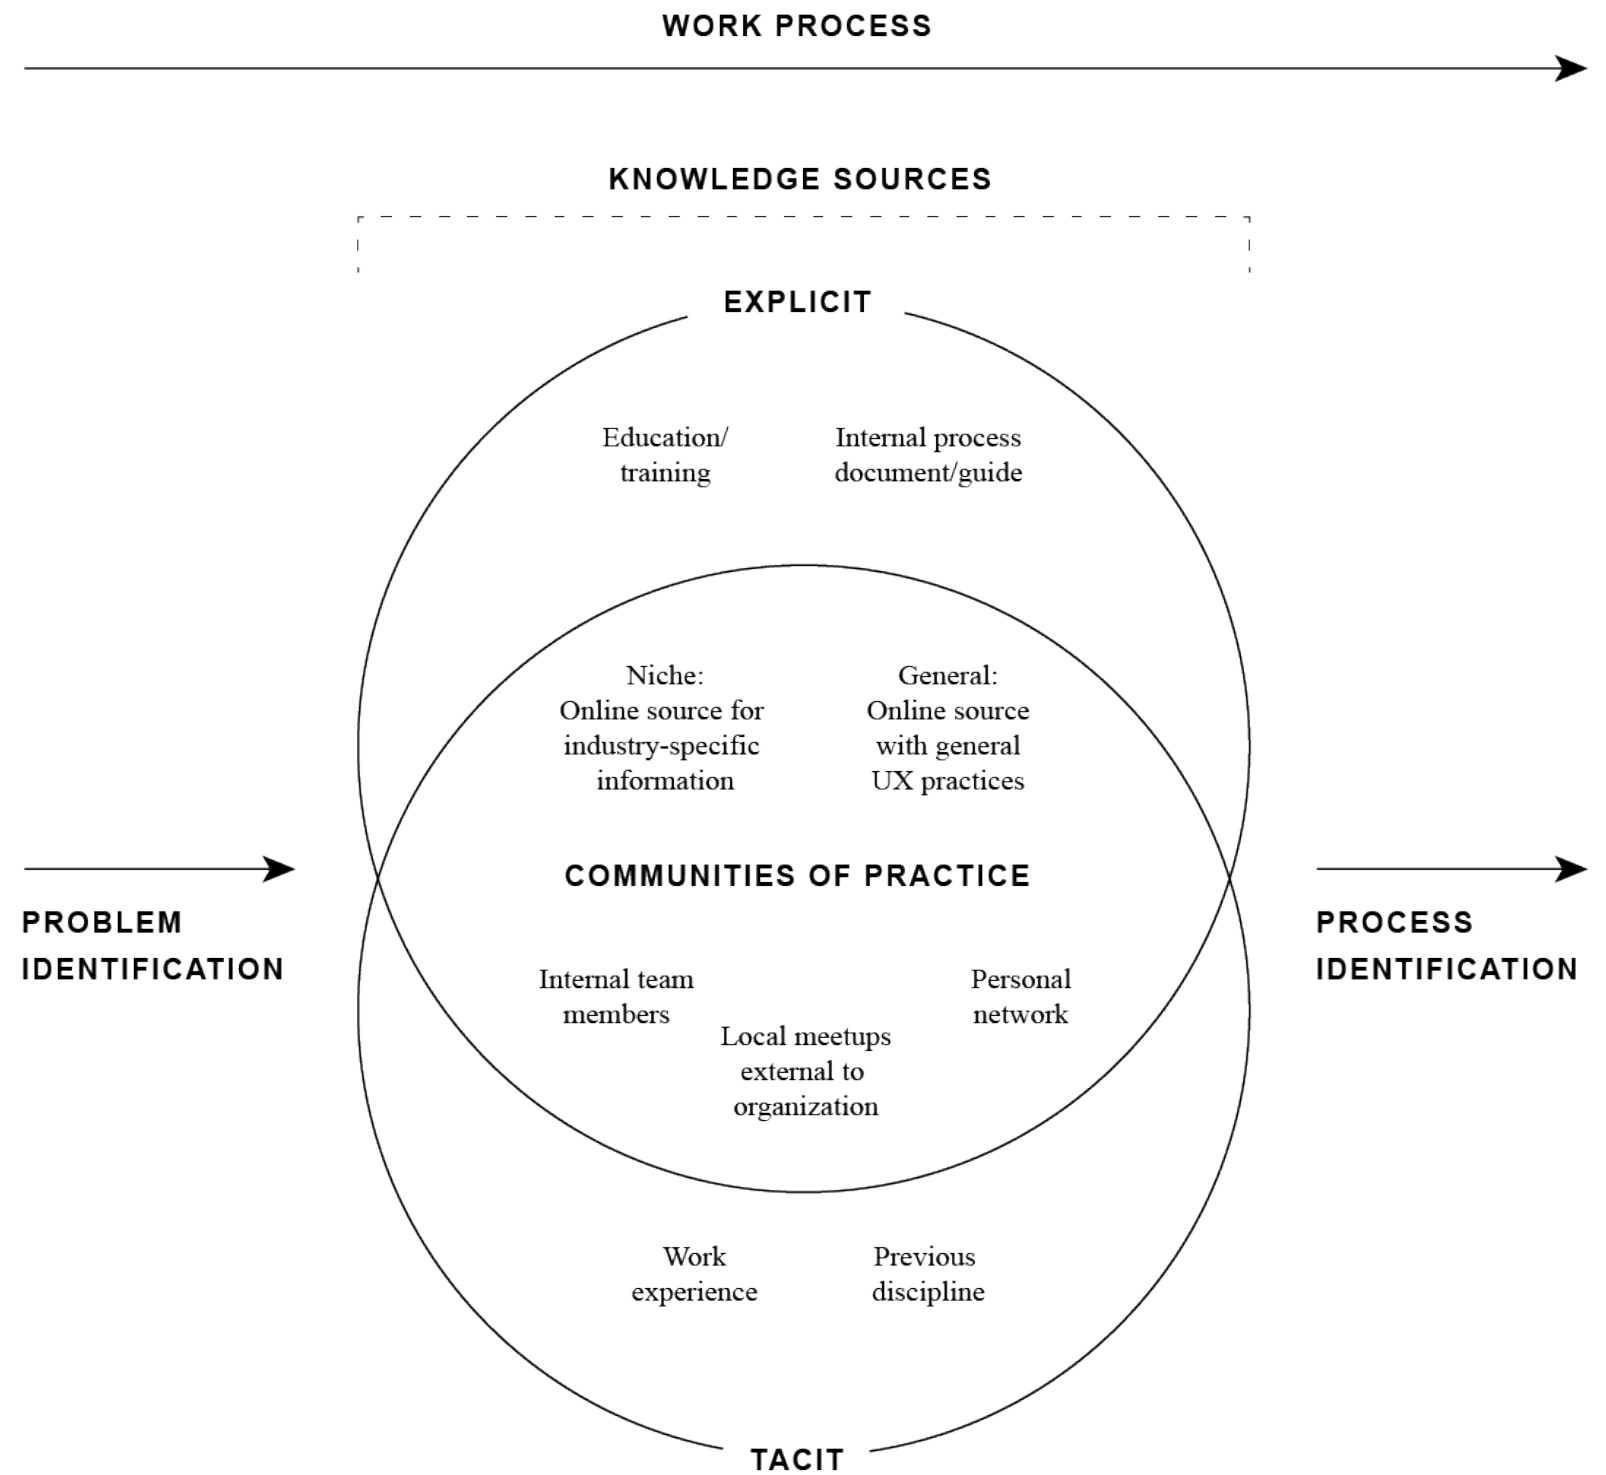 WORK PROCESS
KNOWLEDGE SOURCES
EXPLICIT
Education/
training
Internal process
document/guide
Niche:
Online source for
industry-specific
information
General:
Online source
with general
UX practices
COMMUNITIES OF PRACTICE
PROBLEM
IDENTIFICATION
PROCESS
IDENTIFICATION
Internal team
members
Local meetups
external to
organization
Personal
network
Work
experience
Previous
discipline
TACIT